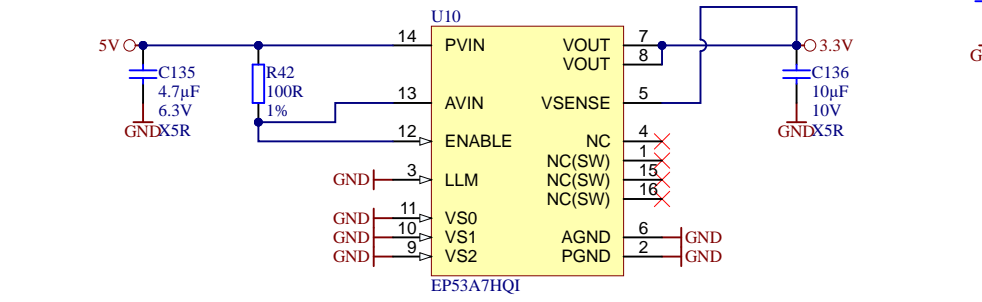 U10
5V
14
PVIN
VOUT
7
3.3V
VOUT
8
C135
4.7µF
6.3V
X5R
GND
R42
100R
1%
13
AVIN
VSENSE
5
C136
10µF
10V
X5R
GND
12
ENABLE
NC
4
NC(SW)
1
GND
3
LLM
NC(SW)
15
NC(SW)
16
GND
11
VS0
GND
10
VS1
AGND
6
GND
GND
9
VS2
PGND
2
GND
EP53A7HQI
G